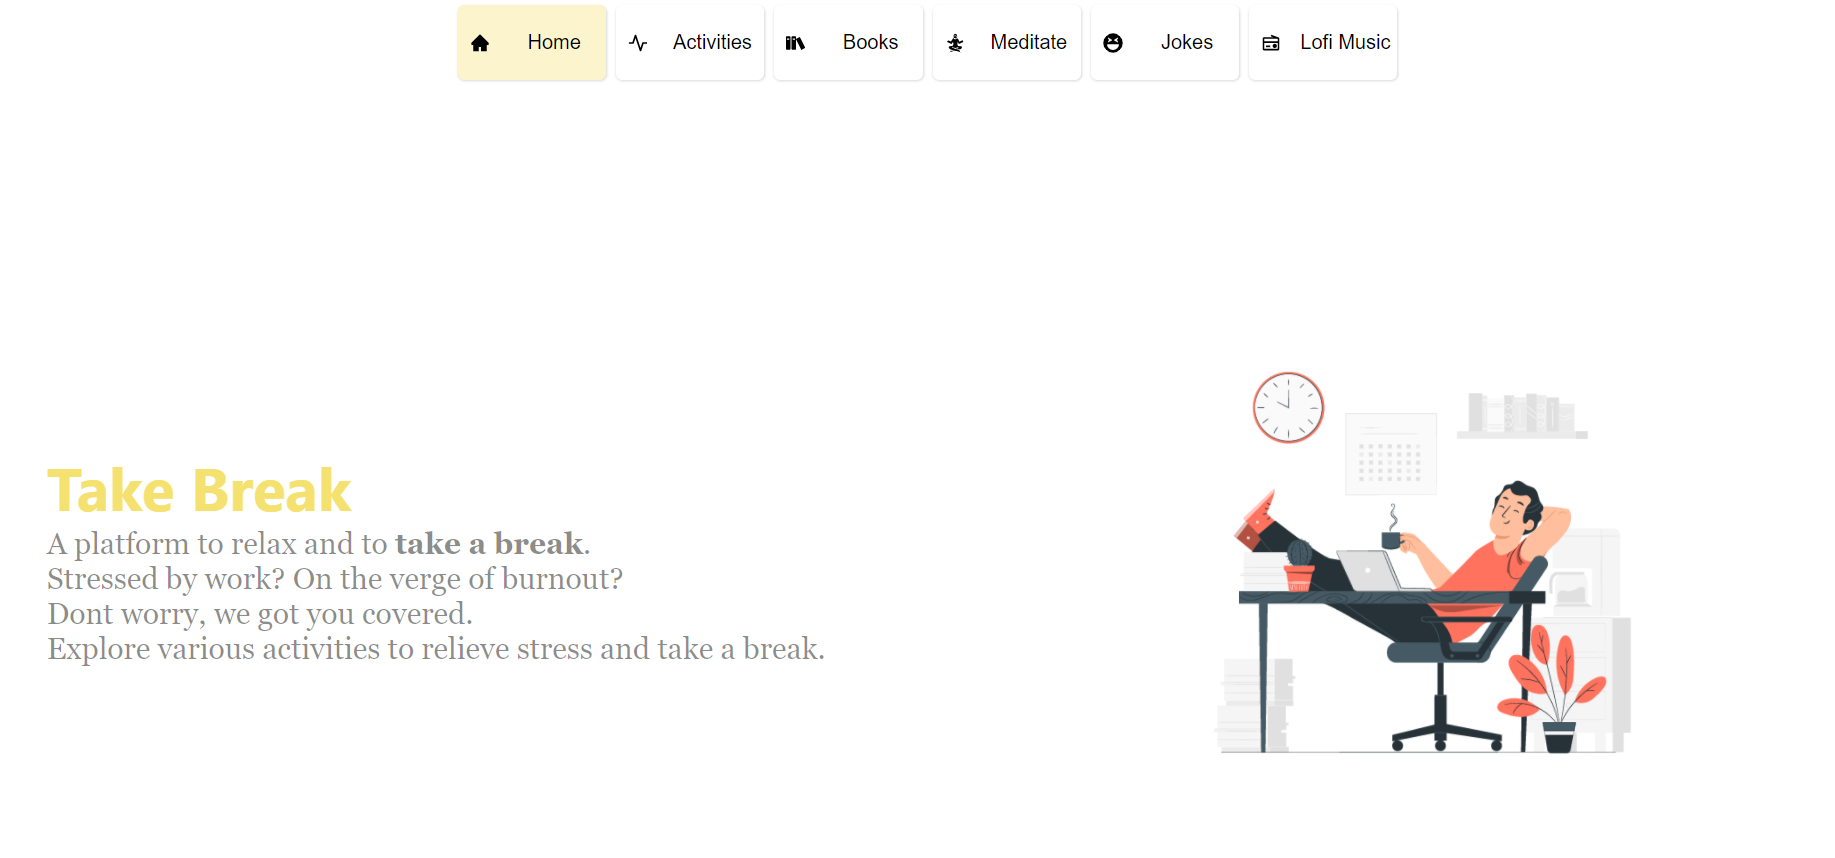 Home
Activities
Books
Meditate
Jokes
Lofi Music
Take Break
A platform to relax and to take a break.
Stressed by work? On the verge of burnout?
Dont worry, we got you covered.
Explore various activities to relieve stress and take a break.